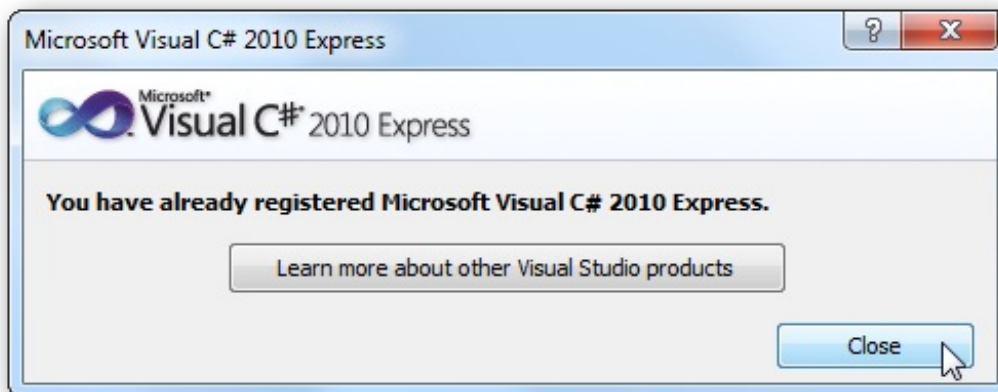 Microsoft Visual C# 2010 Express
Microsoft®
Visual C#® 2010 Express
You have already registered Microsoft Visual C# 2010 Express.
Learn more about other Visual Studio products
Close